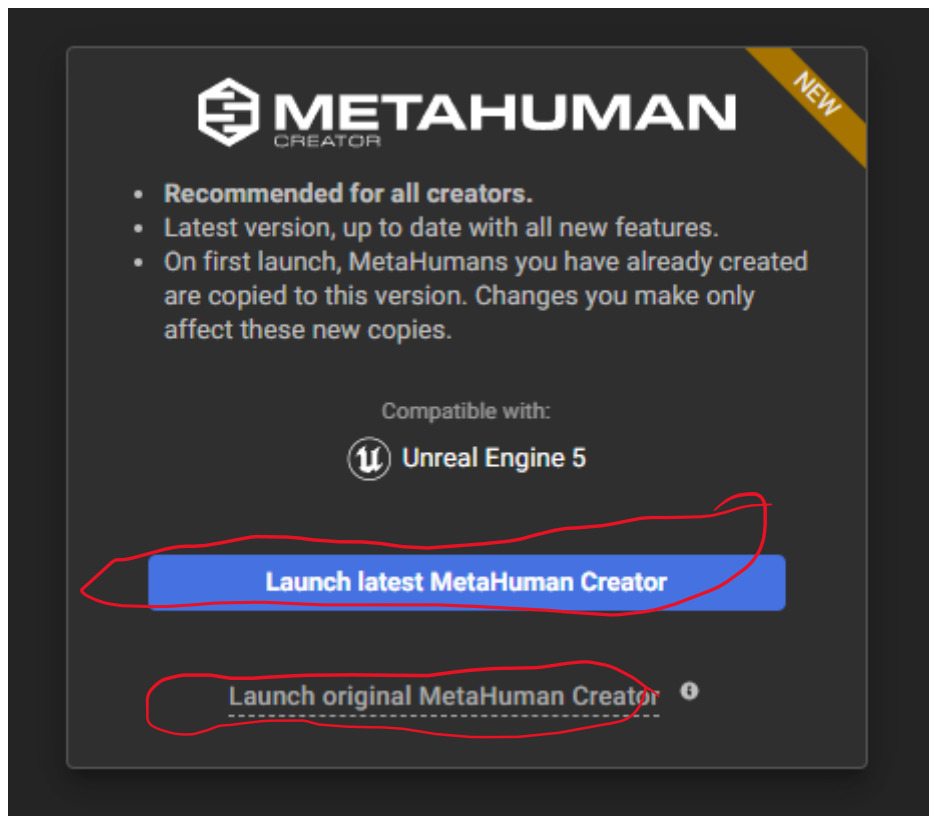 NEW
METAHUMAN
CREATOR
• Recommended for all creators.
• Latest version, up to date with all new features.
• On first launch, MetaHumans you have already created
are copied to this version. Changes you make only
affect these new copies.
Compatible with:
Unreal Engine 5
Launch latest MetaHuman Creator
Launch original MetaHuman Creator